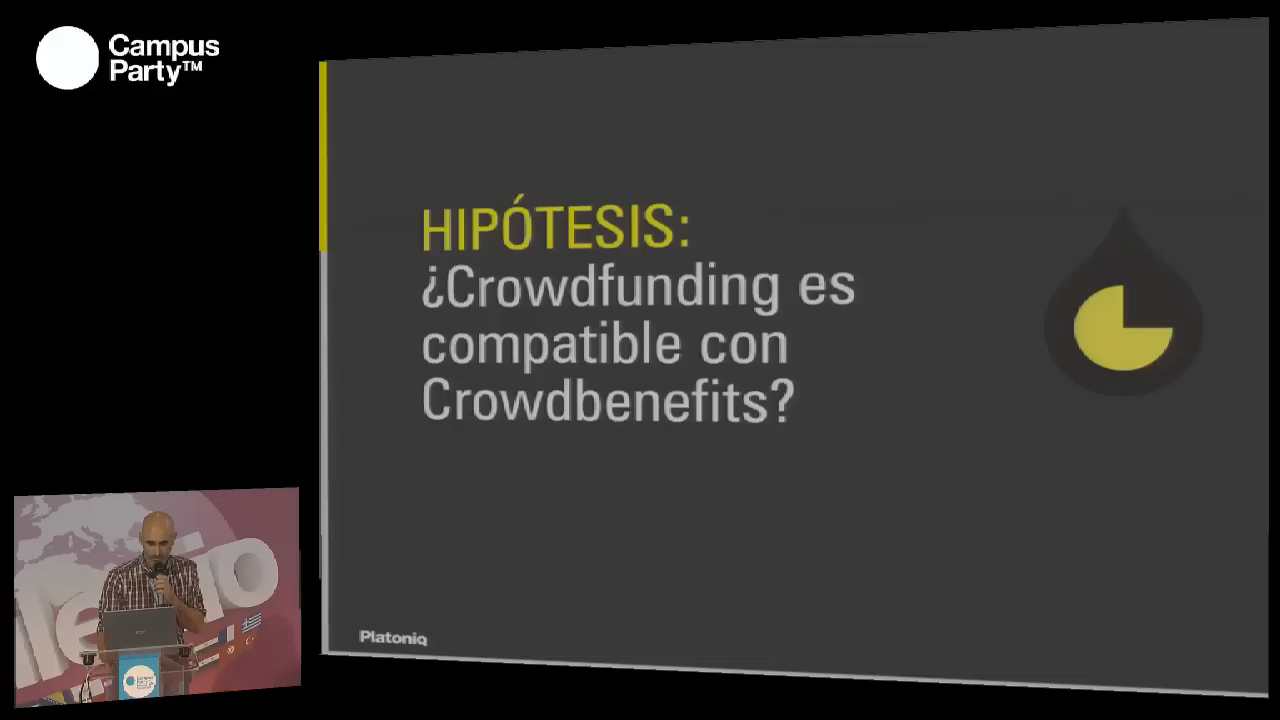 Campus
Party™
HIPÓTESIS:
¿Crowdfunding es
compatible con
Crowdbenefits?
Platoniq